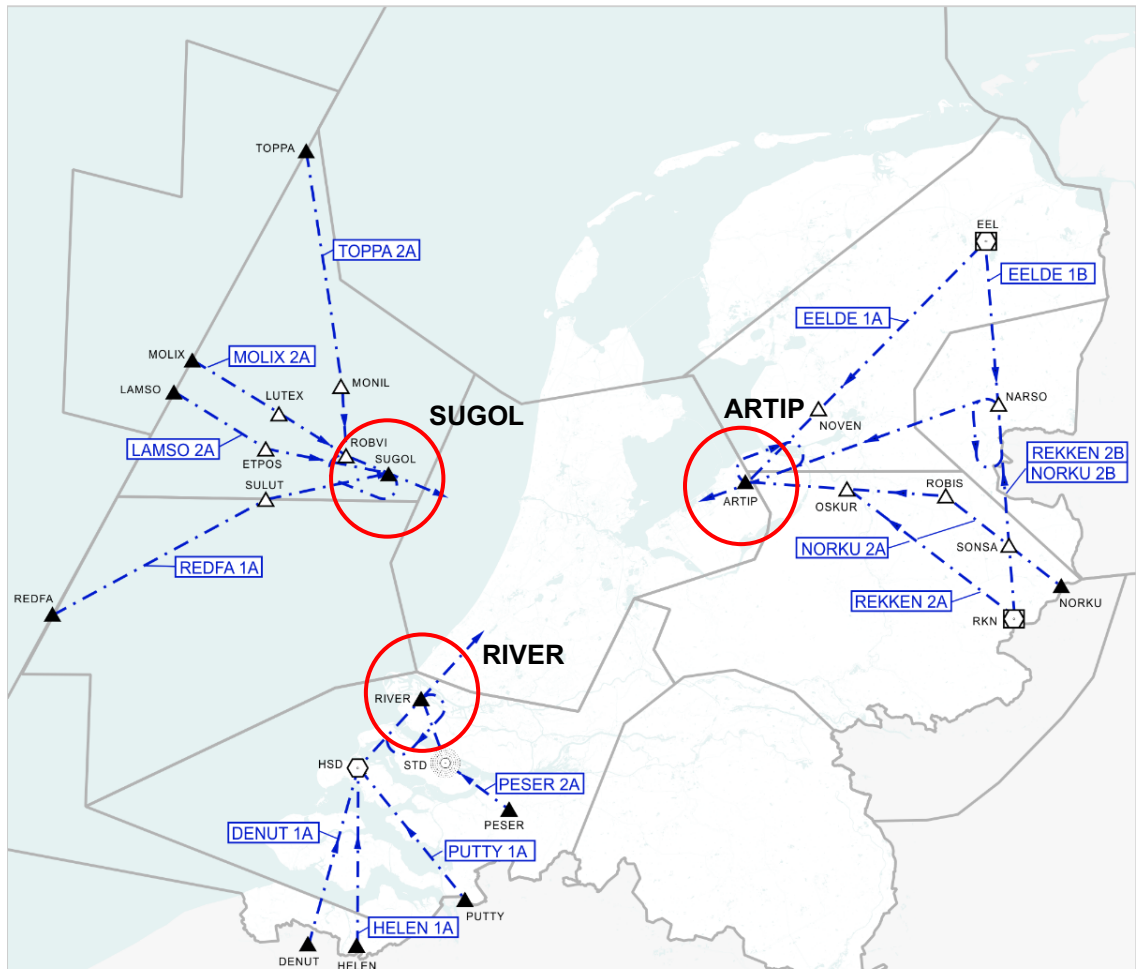 TOPPA
EEL
TOPPA 2A
EELDE 1B
EELDE 1A
MOLIX
MOLIX 2A
LAMSO
LUTEX
MONIL
SUGOL
ARTIP
NOVEN
NARSO
LAMSO 2A
ETPOS
ROBVI
SUGOL
REKKEN 2B
NORKU 2B
SULUT
ARTIP
OSKUR
ROBIS
NORKU 2A
SONSA
REDFA 1A
REDFA
REKKEN 2A
NORKU
RKN
RIVER
RIVER
HSD
STD
PESER 2A
PESER
DENUT 1A
PUTTY 1A
PUTTY
HELEN 1A
DENUT
HELEN